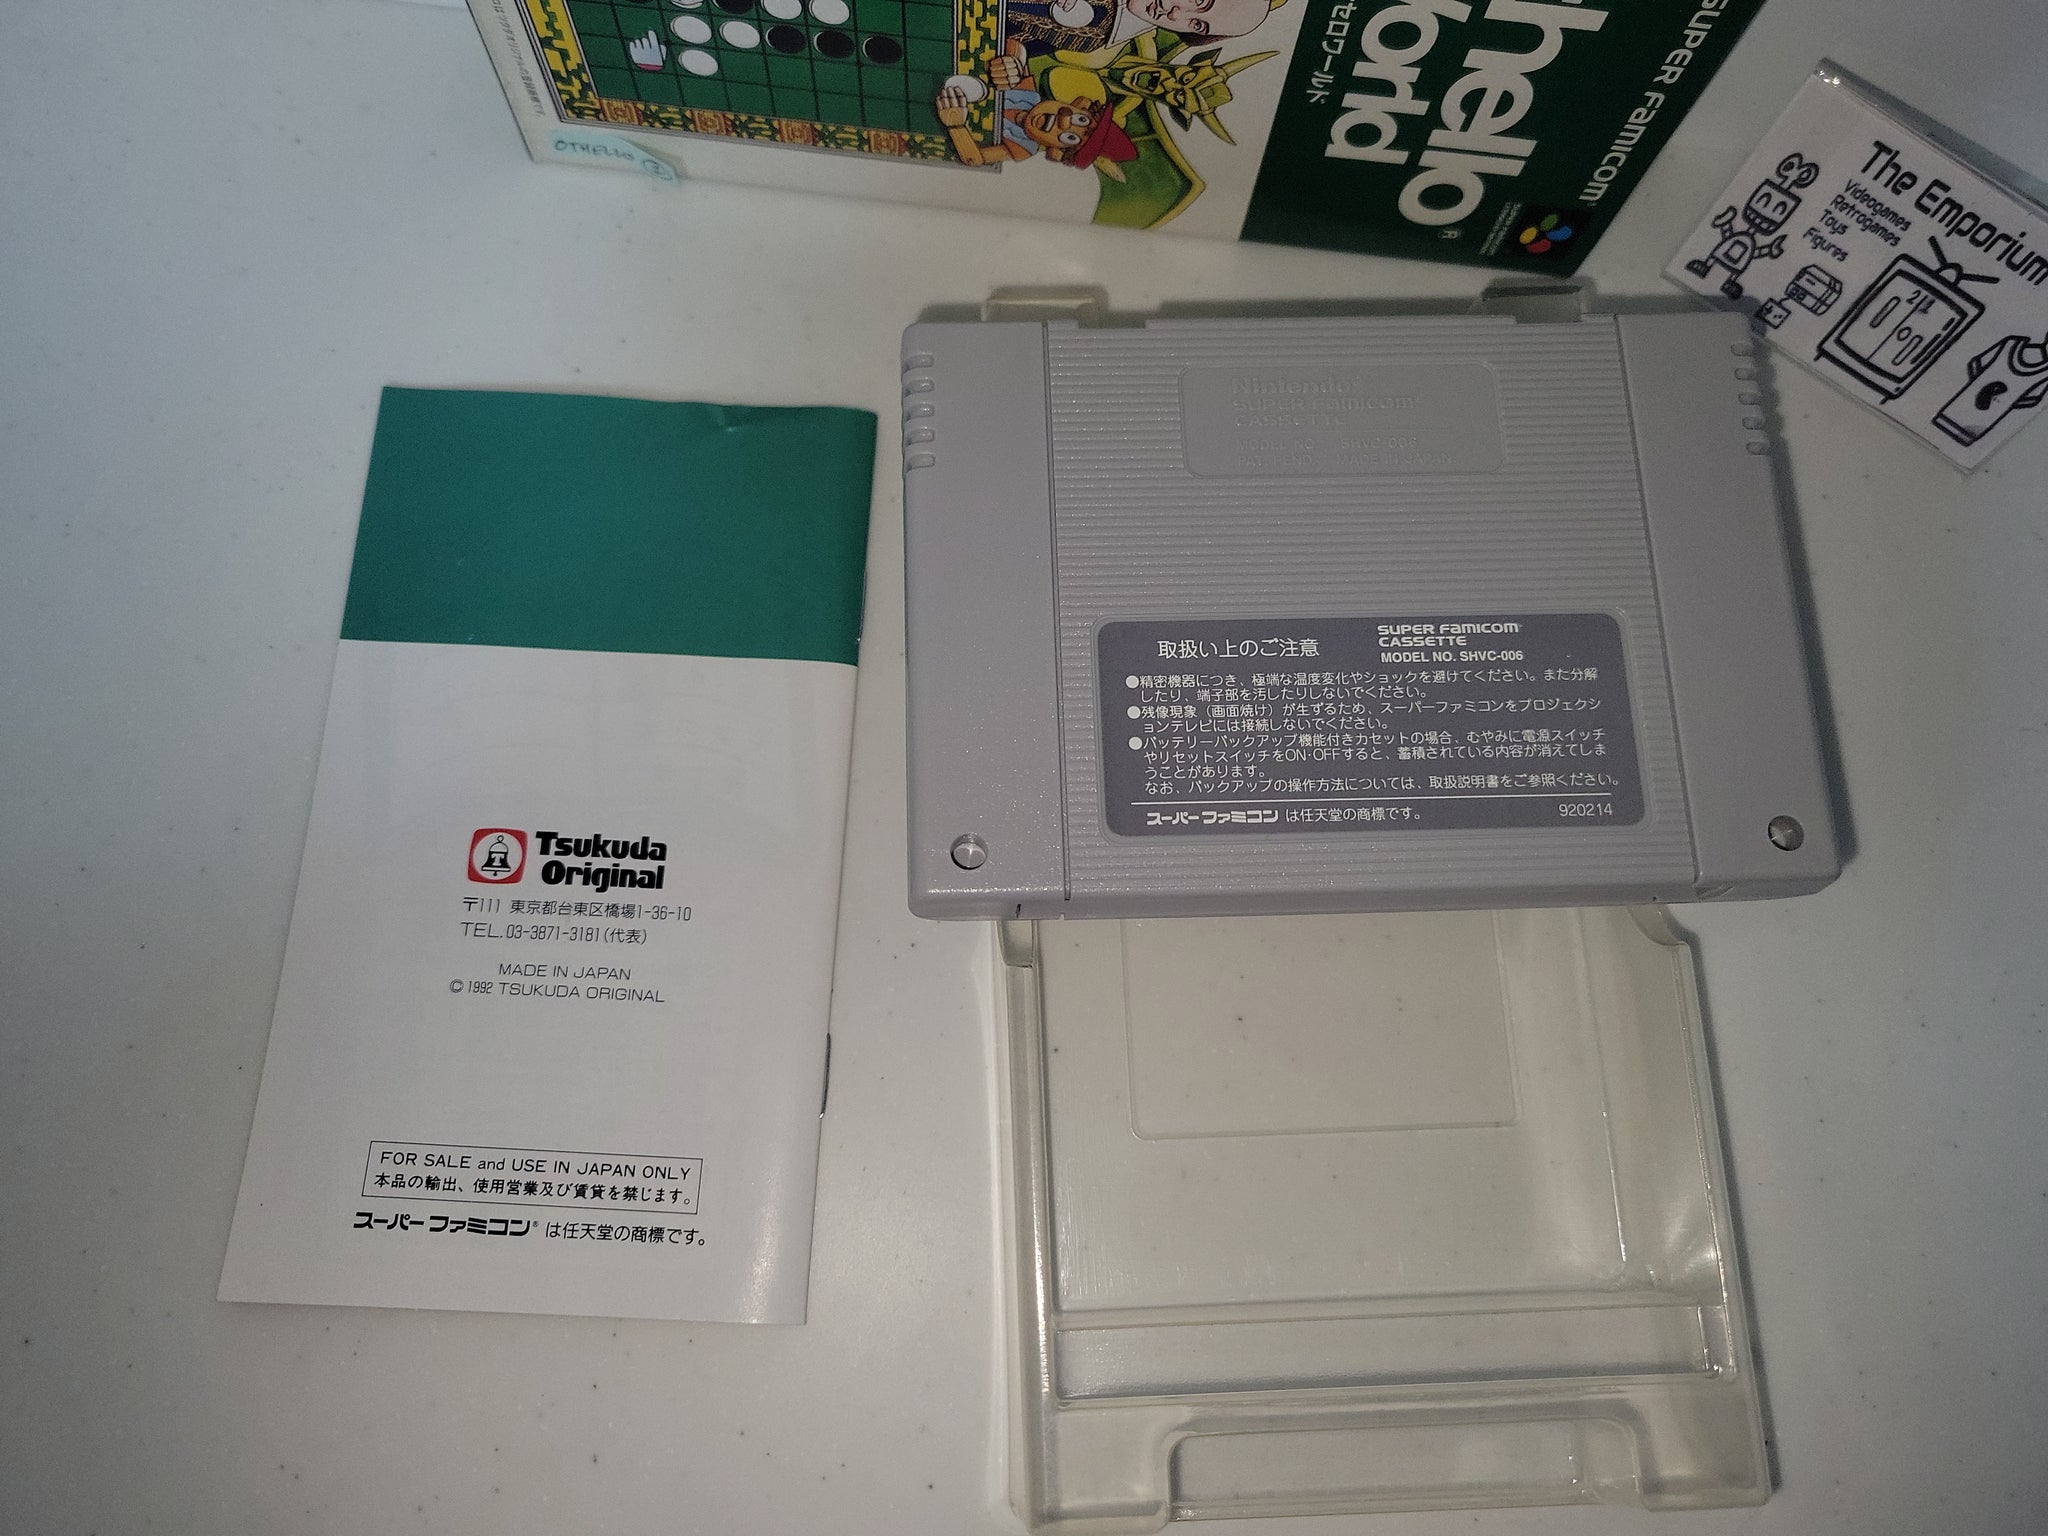 thello
World
セロワールド
SUPER Famicom
OTHELLO
The Emporium
Videogames
Retrogames
Toys
Figures
Nintendo
SUPER FAMICOM
CASSETTE
MODEL NO. SHVC-006
PAT. PEND. MADE IN JAPAN
取扱い上のご注意
SUPER FAMICOM
CASSETTE
MODEL NO. SHVC-006
●精密機器につき、極端な温度変化やショックを避けてください。また分解
したり、端子部を汚したりしないでください。
●残像現象（画面焼け）が生ずるため、スーパーファミコンをプロジェクシ
ョンテレビには接続しないでください。
●バッテリーバックアップ機能付きカセットの場合、むやみに電源スイッチ
やリセットスイッチをON・OFFすると、蓄積されている内容が消えてしま
うことがあります。
なお、バックアップの操作方法については、取扱説明書をご参照ください。
スーパーファミコン は任天堂の商標です。 920214
Tsukuda
Original
〒111 東京都台東区橋場1-36-10
TEL. 03-3871-3181(代表)
MADE IN JAPAN
© 1992 TSUKUDA ORIGINAL
FOR SALE and USE IN JAPAN ONLY
本品の輸出、使用営業及び賃貸を禁じます。
スーパーファミコン® は任天堂の商標です。